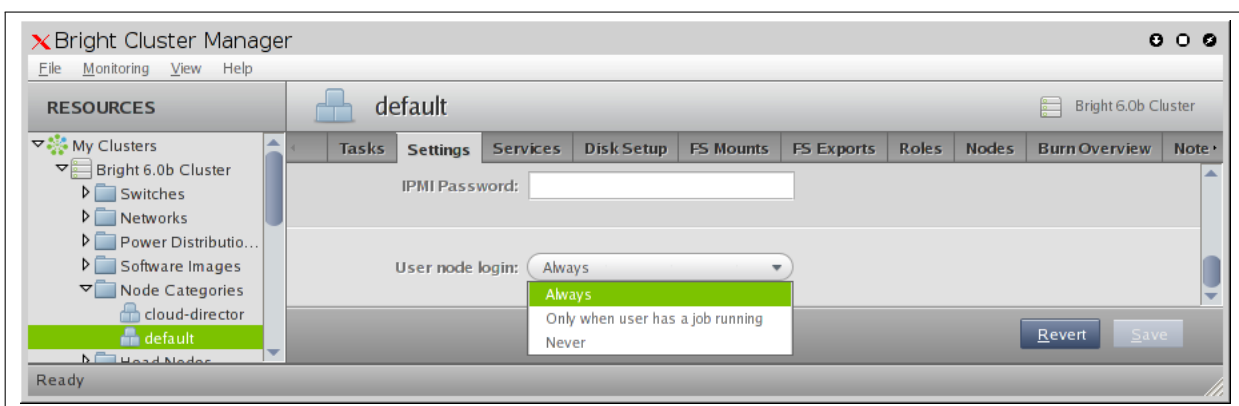 Bright Cluster Manager
File Monitoring View Help
RESOURCES
default
Bright 6.0b Cluster
My Clusters
Bright 6.0b Cluster
Switches
Networks
Power Distributio...
Software Images
Node Categories
cloud-director
default
Head Nodes
Tasks Settings Services Disk Setup FS Mounts FS Exports Roles Nodes Burn Overview Note
IPMI Password:
User node login: Always
Always
Only when user has a job running
Never
Revert Save
Ready